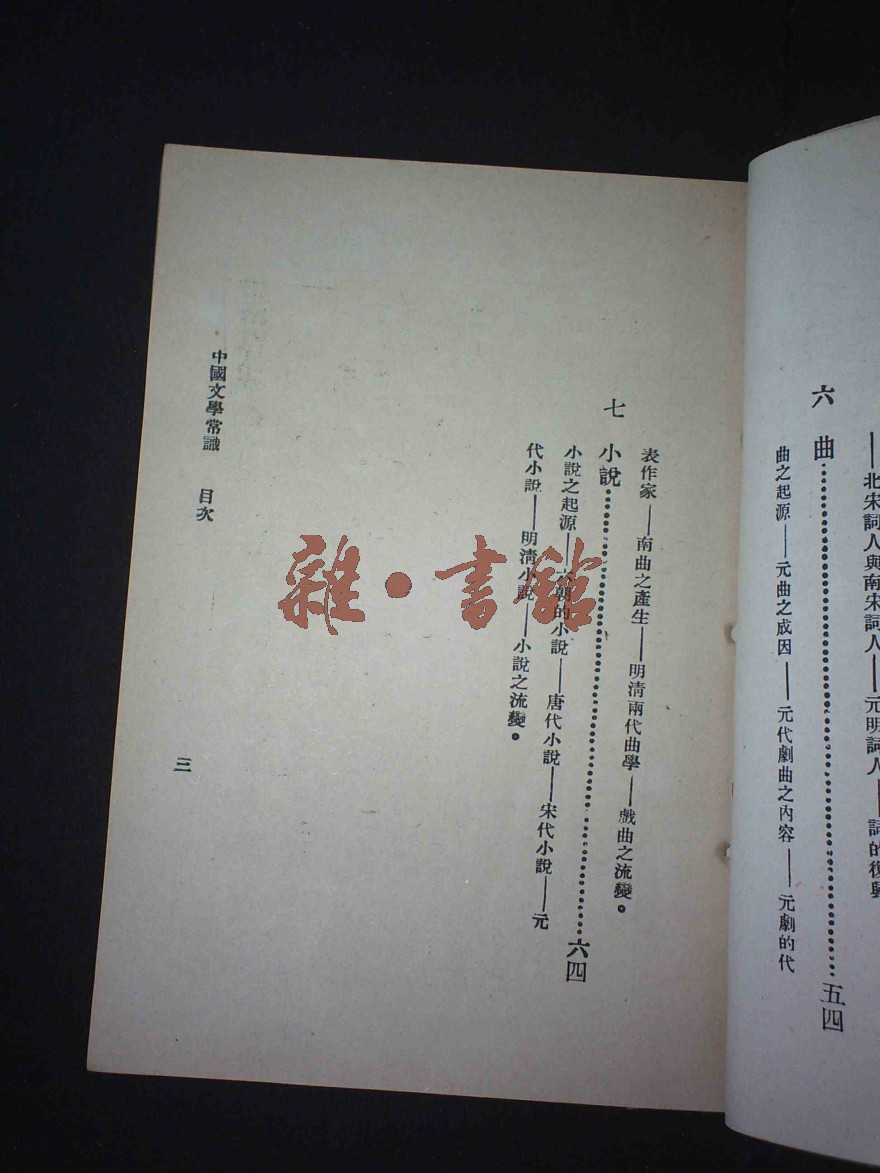 ——北宋詞人與南宋詞人——元明詞人——詞的復興
六 曲……五四
曲之起源——元曲之成因——元代劇曲之內容——元劇的代
表作家——南曲之產生——明清兩代曲學——戲曲之流變。
七 小說……六四
小說之起源——六朝的小說——唐代小說——宋代小說——元
代小說——明清小說——小說之流變。
中國文學常識 目次
三
雜·書館